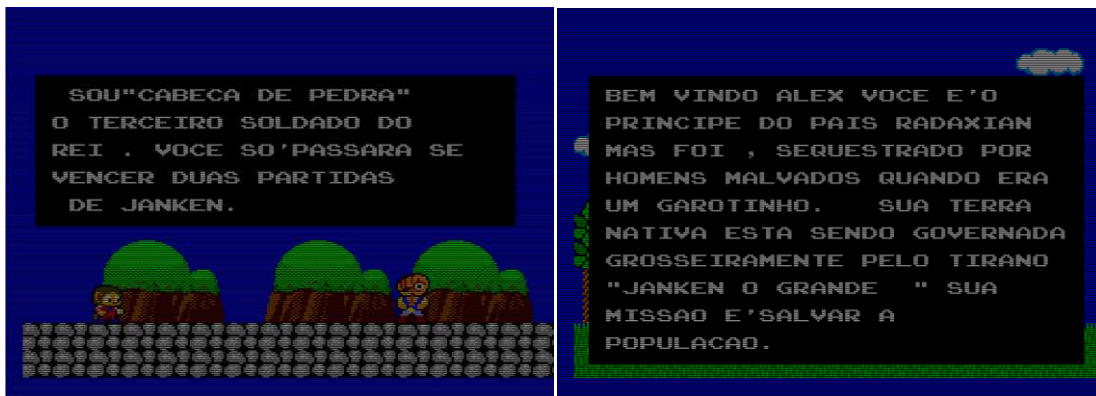 SOU"CABECA DE PEDRA"
O TERCEIRO SOLDADO DO
REI . VOCE SO'PASSARA SE
VENCER DUAS PARTIDAS
DE JANKEN.
BEM VINDO ALEX VOCE E'O
PRINCIPE DO PAIS RADAXIAN
MAS FOI , SEQUESTRADO POR
HOMENS MALVADOS QUANDO ERA
UM GAROTINHO.   SUA TERRA
NATIVA ESTA SENDO GOVERNADA
GROSSEIRAMENTE PELO TIRANO
"JANKEN O GRANDE  " SUA
MISSAO E'SALVAR A
POPULACAO.